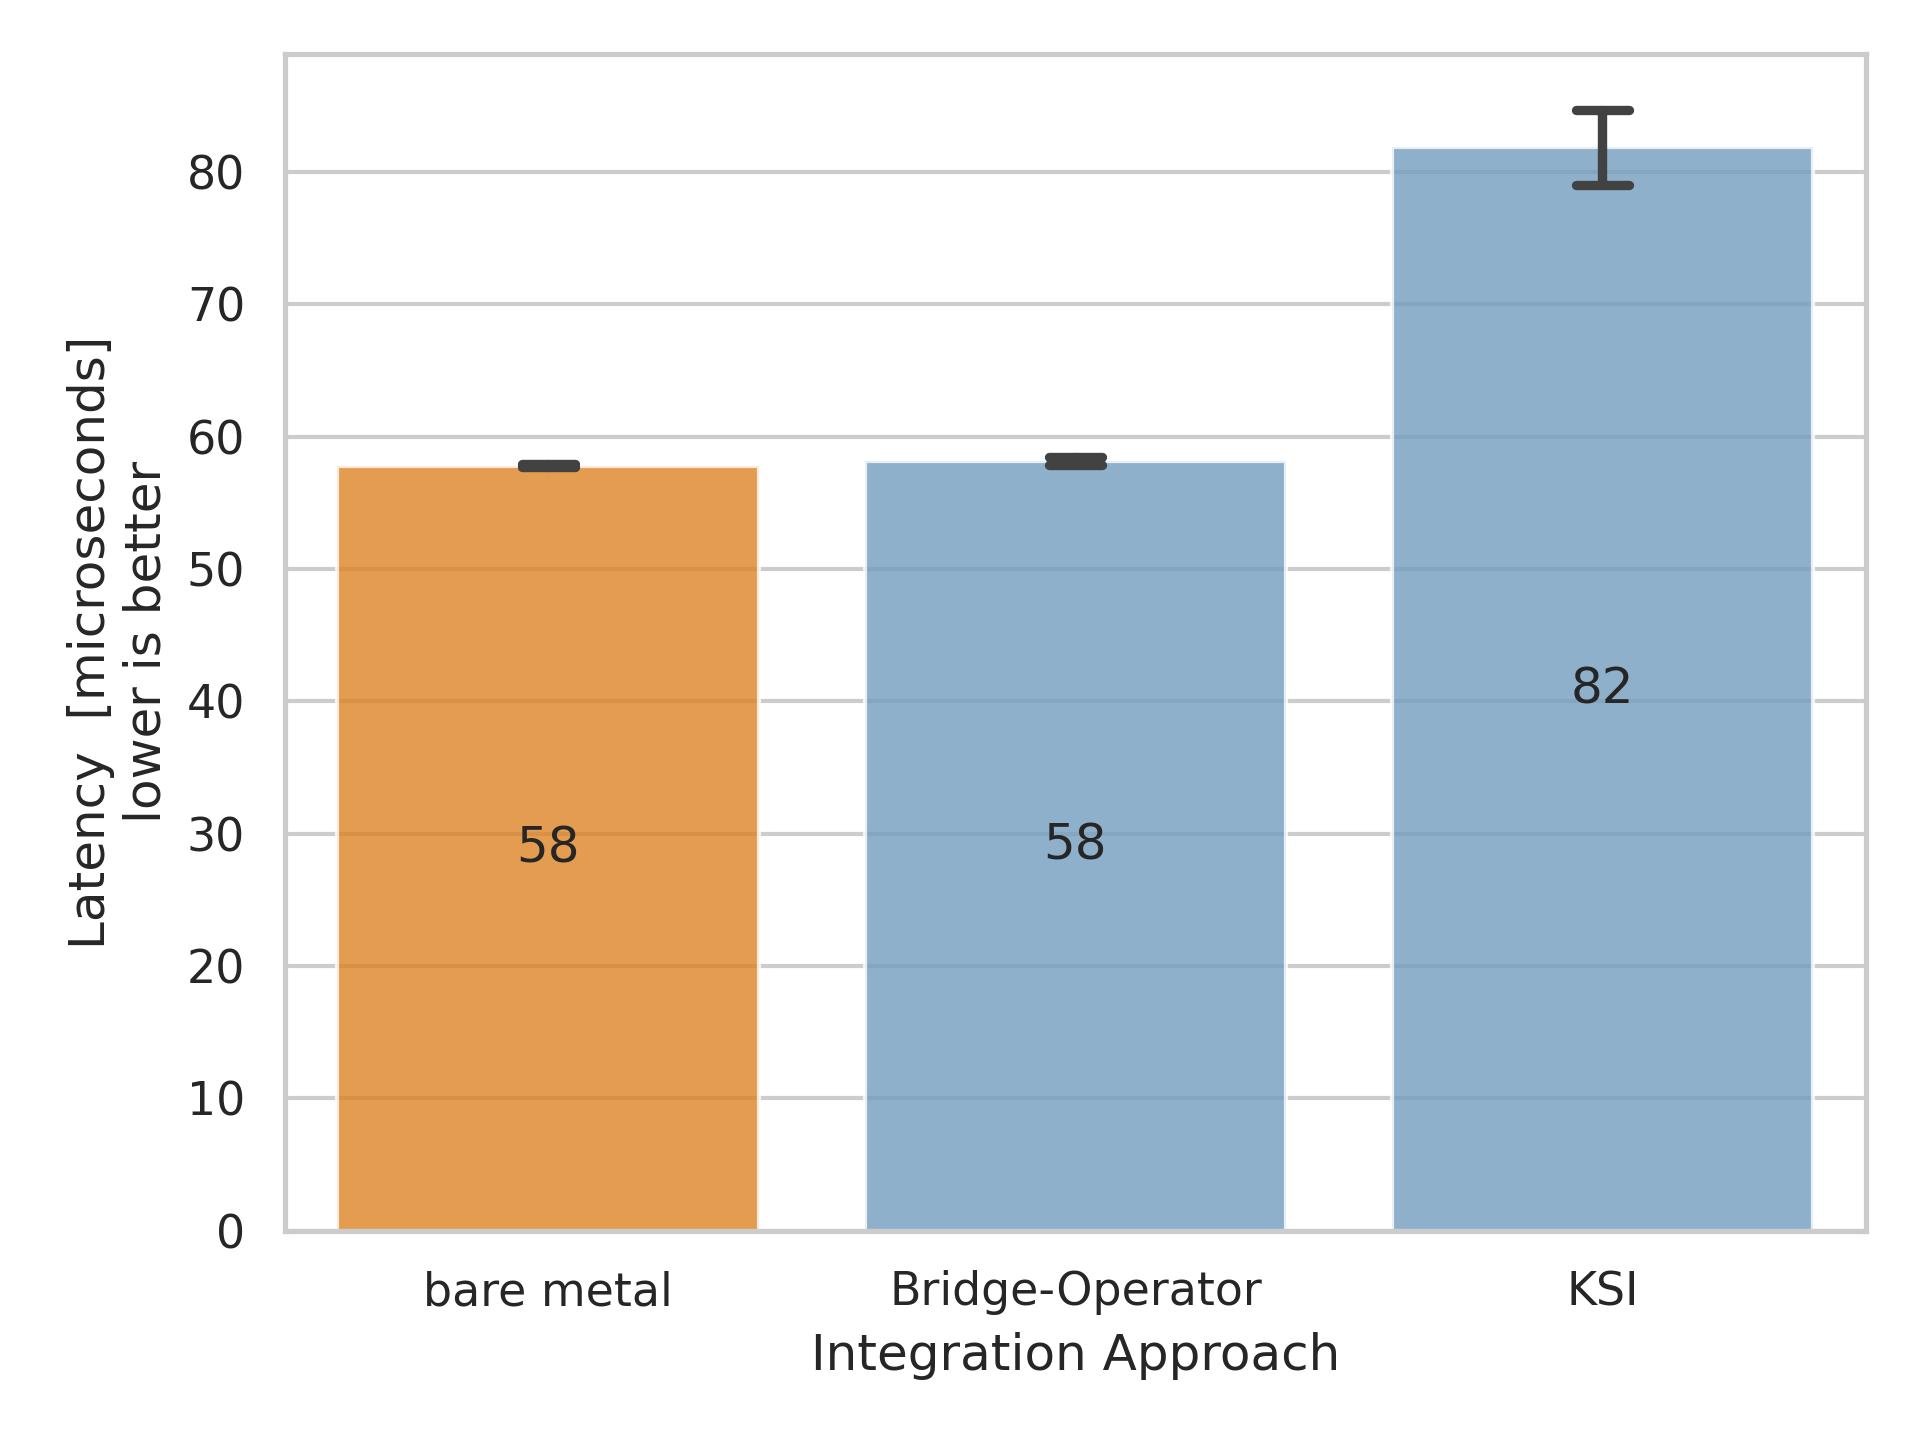 Latency  [microseconds]
lower is better
80
70
60
50
40
30
20
10
0
58
58
82
bare metal
Bridge-Operator
KSI
Integration Approach